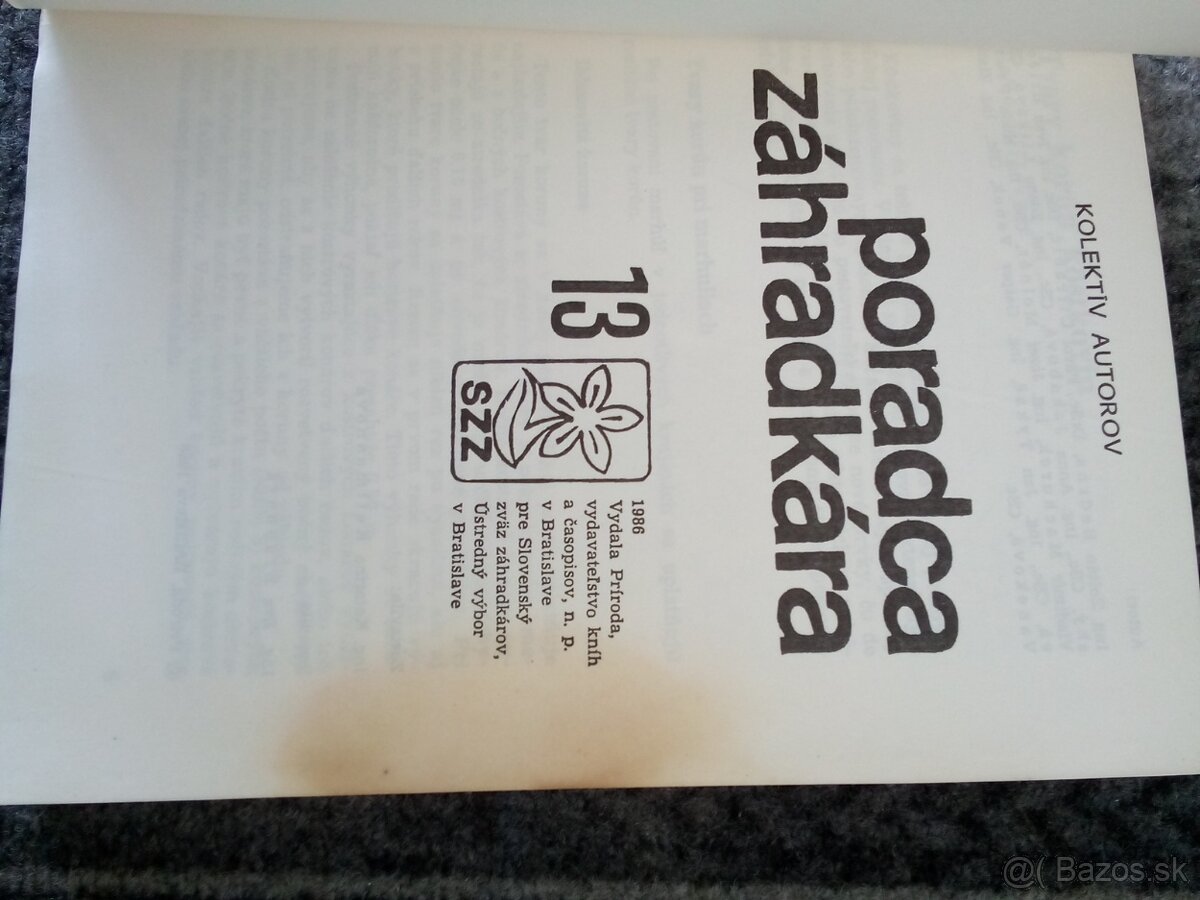 KOLEKTÍV AUTOROV
poradca
záhradkára
13
SZZ
1986
Vydala Príroda,
vydavateľstvo kníh
a časopisov, n. p.
v Bratislave
pre Slovenský
zväz záhradkárov,
Ústredný výbor
v Bratislave
@( Bazos.sk